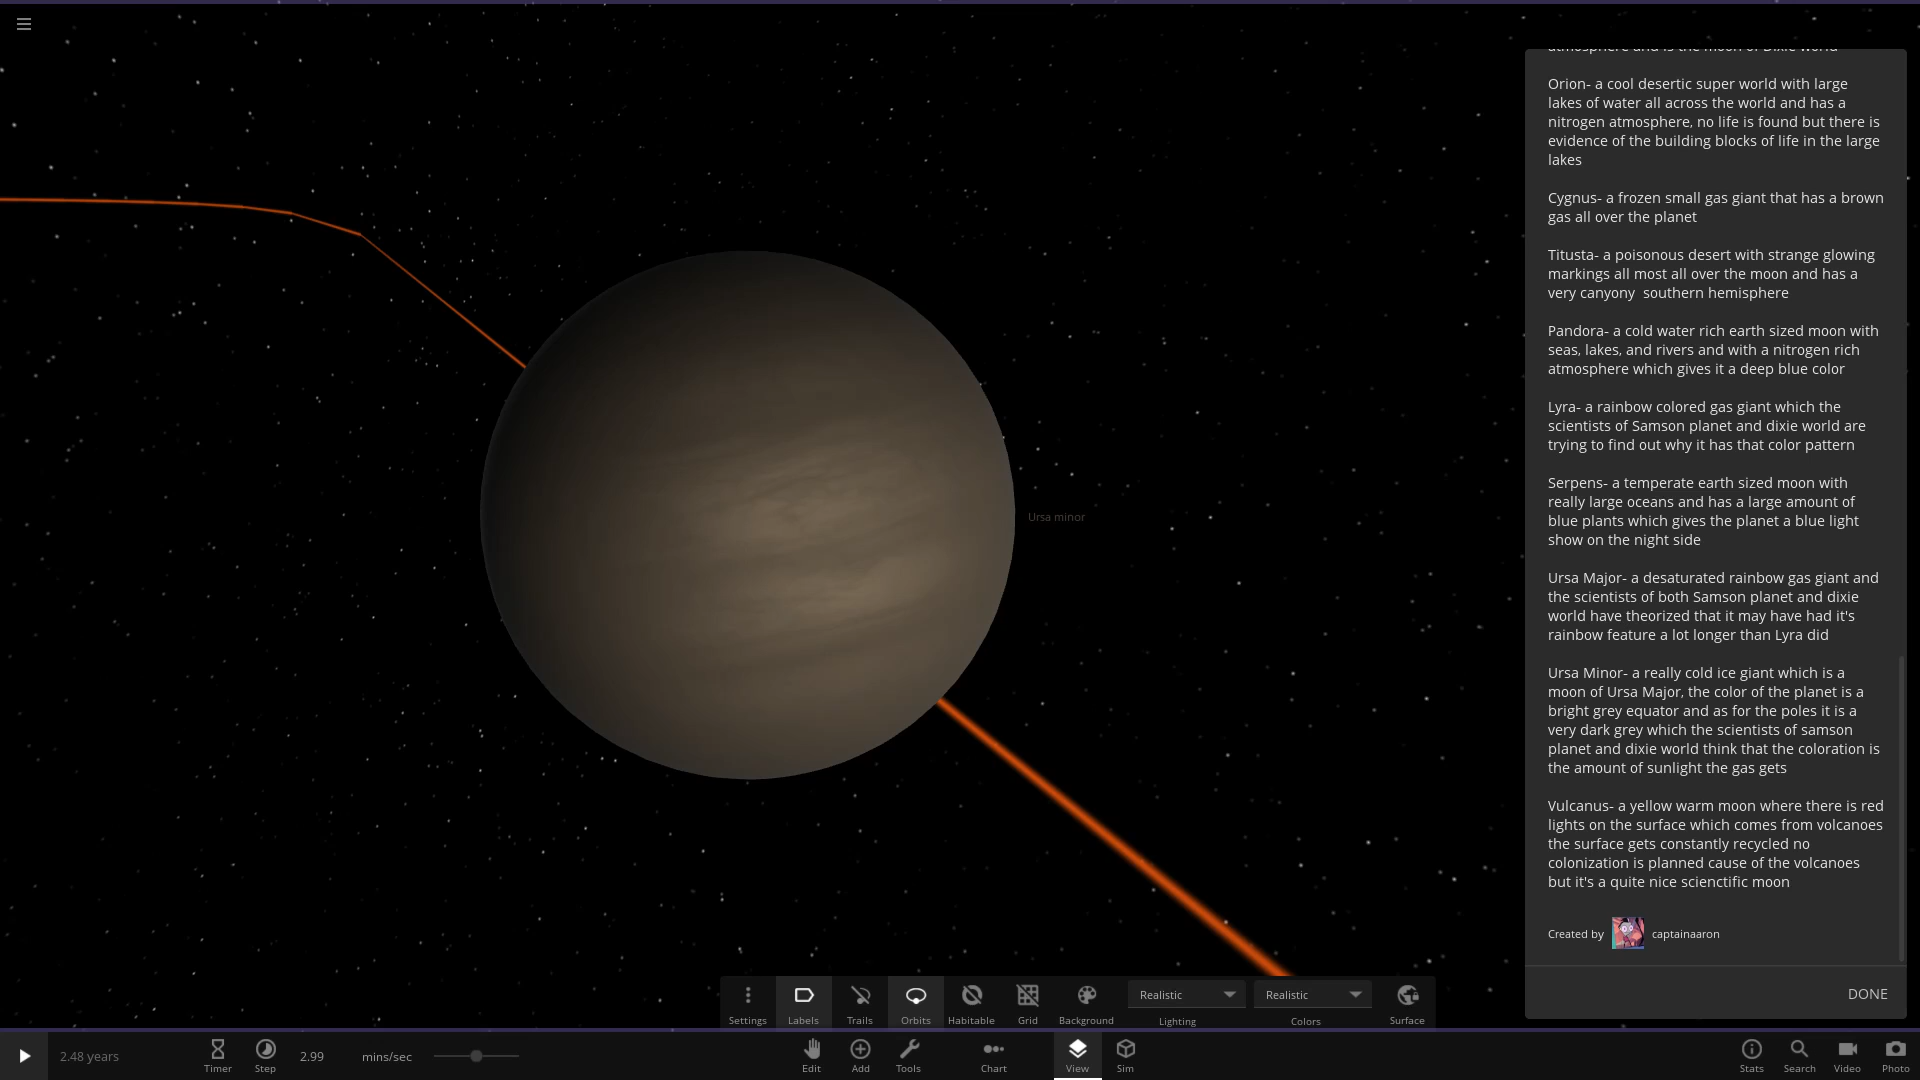 atmosphere and is the moon of Dixie world
Orion- a cool desertic super world with large
lakes of water all across the world and has a
nitrogen atmosphere, no life is found but there is
evidence of the building blocks of life in the large
lakes
Cygnus- a frozen small gas giant that has a brown
gas all over the planet
Titusta- a poisonous desert with strange glowing
markings all most all over the moon and has a
very canyony  southern hemisphere
Pandora- a cold water rich earth sized moon with
seas, lakes, and rivers and with a nitrogen rich
atmosphere which gives it a deep blue color
Lyra- a rainbow colored gas giant which the
scientists of Samson planet and dixie world are
trying to find out why it has that color pattern
Serpens- a temperate earth sized moon with
really large oceans and has a large amount of
blue plants which gives the planet a blue light
show on the night side
Ursa Major- a desaturated rainbow gas giant and
the scientists of both Samson planet and dixie
world have theorized that it may have had it's
rainbow feature a lot longer than Lyra did
Ursa Minor- a really cold ice giant which is a
moon of Ursa Major, the color of the planet is a
bright grey equator and as for the poles it is a
very dark grey which the scientists of samson
planet and dixie world think that the coloration is
the amount of sunlight the gas gets
Vulcanus- a yellow warm moon where there is red
lights on the surface which comes from volcanoes
the surface gets constantly recycled no
colonization is planned cause of the volcanoes
but it's a quite nice scienctific moon
Created by captainaaron
DONE
Ursa minor
Realistic Realistic
Settings Labels Trails Orbits Habitable Grid Background Lighting Colors Surface
2.48 years 2.99 mins/sec
Timer Step Edit Add Tools Chart View Sim Stats Search Video Photo